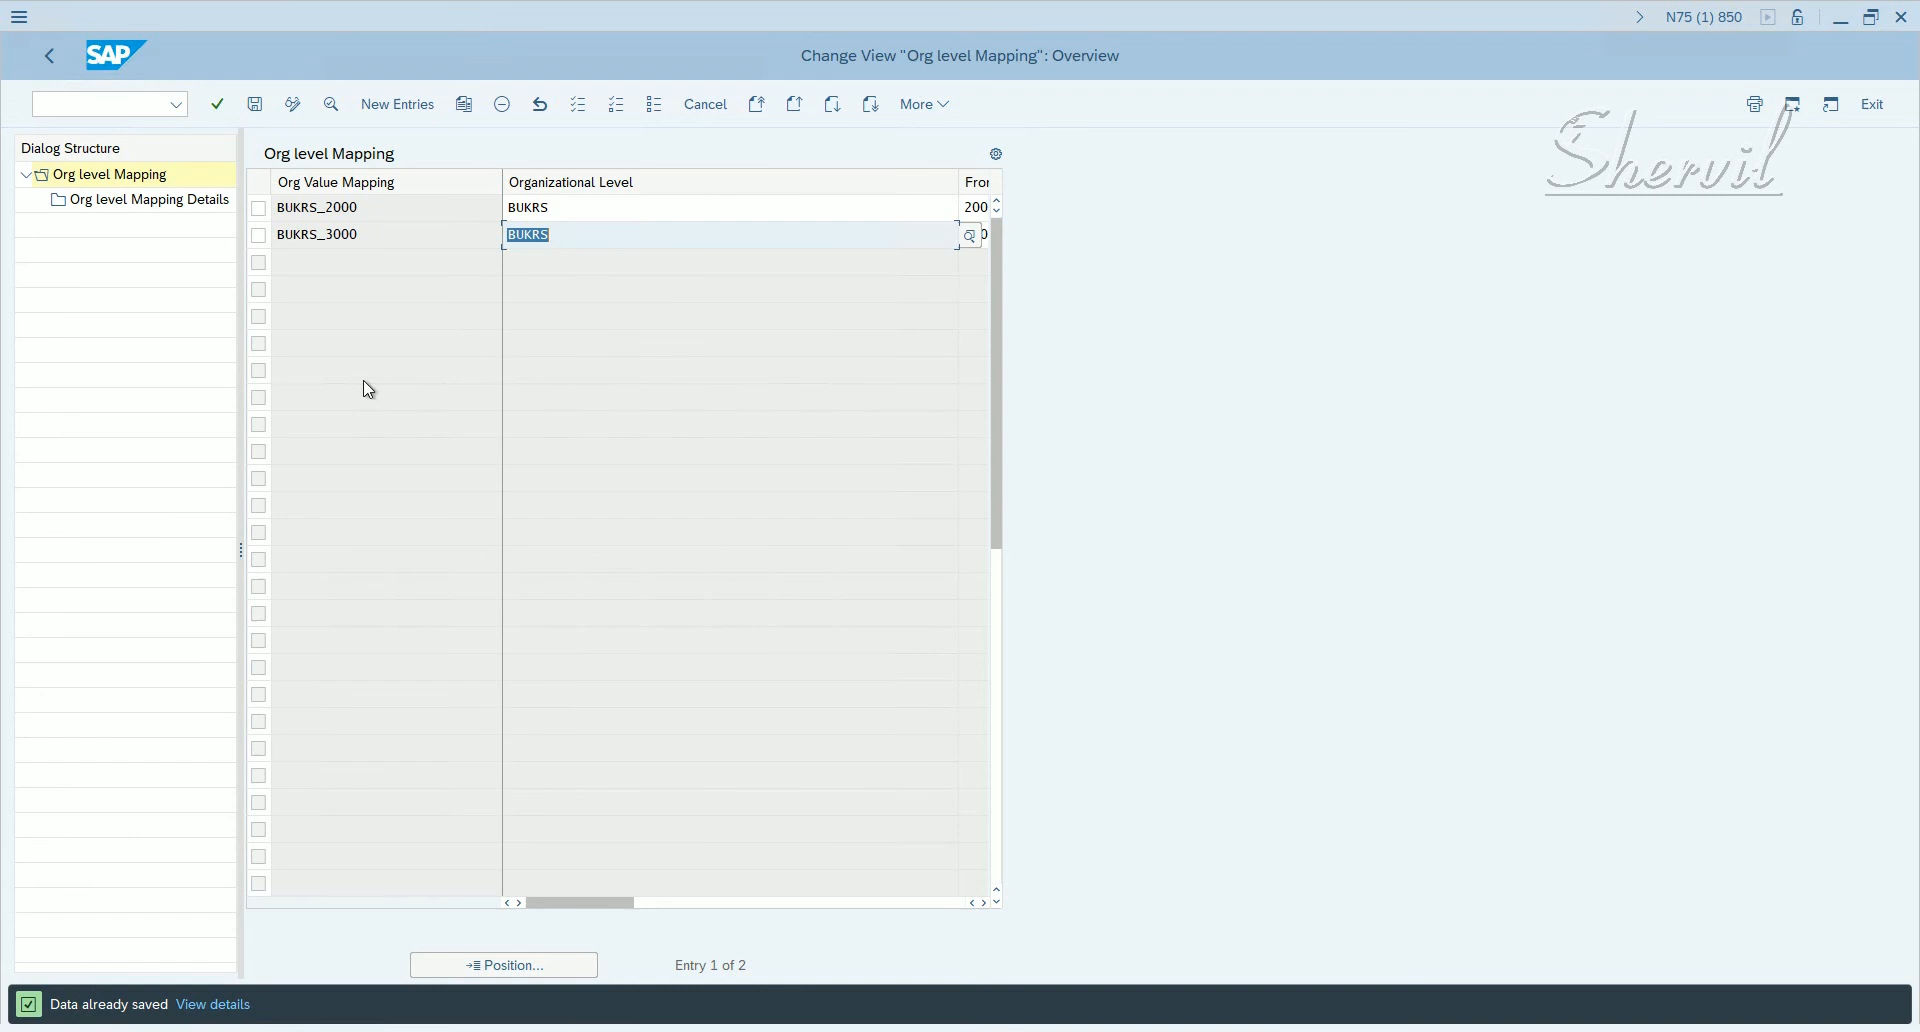 N75 (1) 850
SAP
Change View "Org level Mapping": Overview
New Entries
Cancel
More
Exit
Shervil
Dialog Structure
Org level Mapping
Org level Mapping Details
Org level Mapping
Org Value Mapping Organizational Level Fror
BUKRS_2000 BUKRS 200
BUKRS_3000 BUKRS 0
Position...
Entry 1 of 2
Data already saved View details